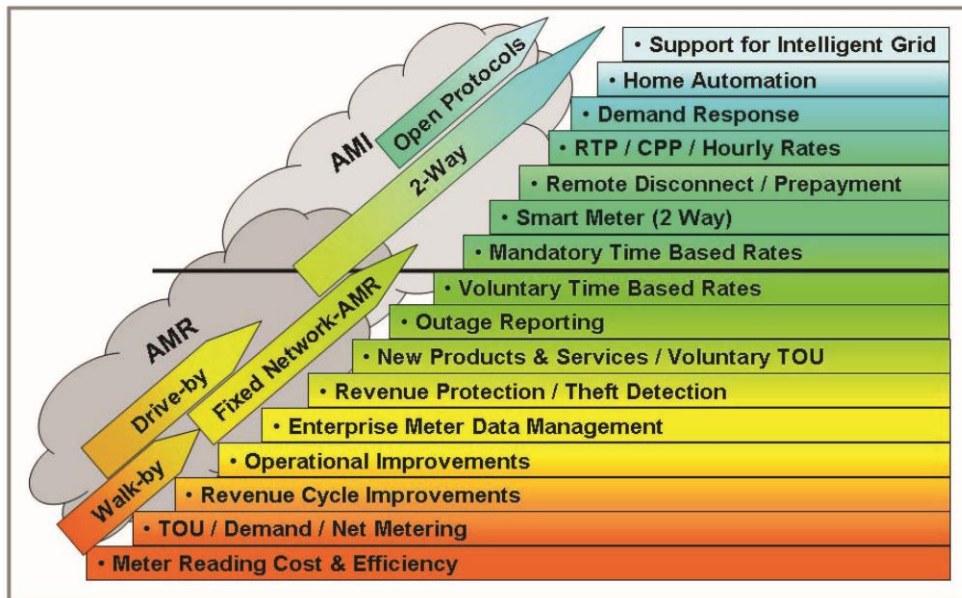 Open Protocols
AMI
2-Way
AMR
Fixed Network-AMR
Drive-by
Walk-by
• Support for Intelligent Grid
• Home Automation
• Demand Response
• RTP / CPP / Hourly Rates
• Remote Disconnect / Prepayment
• Smart Meter (2 Way)
• Mandatory Time Based Rates
• Voluntary Time Based Rates
• Outage Reporting
• New Products & Services / Voluntary TOU
• Revenue Protection / Theft Detection
• Enterprise Meter Data Management
• Operational Improvements
• Revenue Cycle Improvements
• TOU / Demand / Net Metering
• Meter Reading Cost & Efficiency